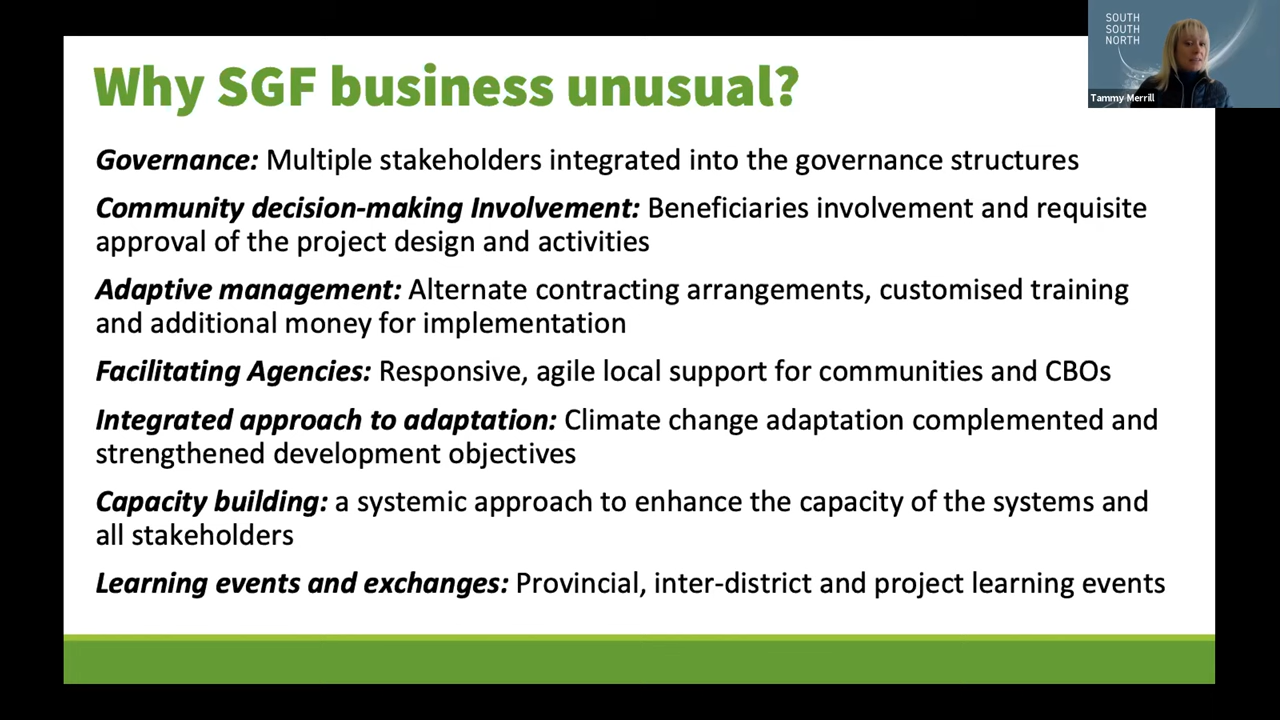 SOUTH
SOUTH
NORTH
Tammy Merrill
Why SGF business unusual?
Governance: Multiple stakeholders integrated into the governance structures
Community decision-making Involvement: Beneficiaries involvement and requisite
approval of the project design and activities
Adaptive management: Alternate contracting arrangements, customised training
and additional money for implementation
Facilitating Agencies: Responsive, agile local support for communities and CBOs
Integrated approach to adaptation: Climate change adaptation complemented and
strengthened development objectives
Capacity building: a systemic approach to enhance the capacity of the systems and
all stakeholders
Learning events and exchanges: Provincial, inter-district and project learning events